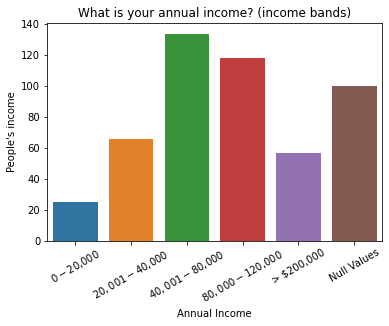 What is your annual income? (income bands)
140
120
100
80
60
40
20
0
People's income
0 − 20,000
20,001 − 40,000
40,001 − 80,000
80,000 − 120,000
> $200,000
Null Values
Annual Income